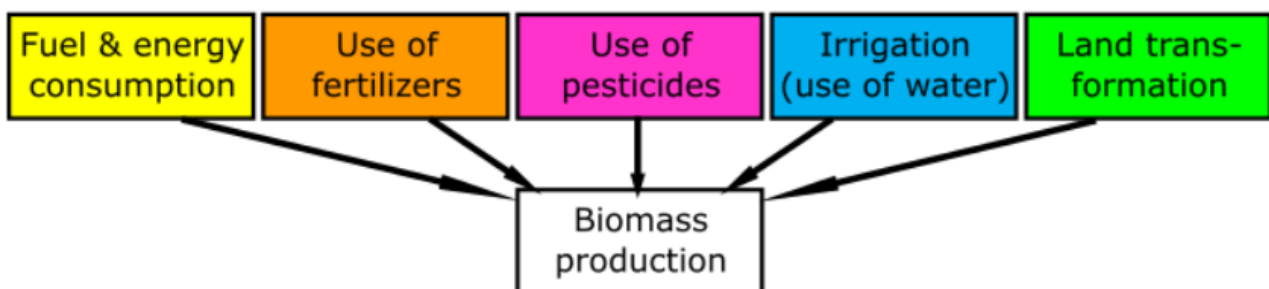 Fuel & energy
consumption
Use of
fertilizers
Use of
pesticides
Irrigation
(use of water)
Land trans-
formation
Biomass
production